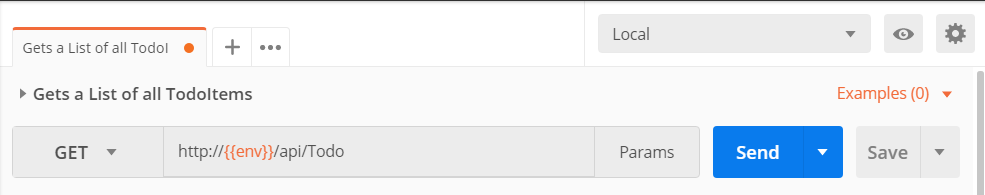 Gets a List of all TodoI
Local
Gets a List of all TodoItems
Examples (0)
GET
http://{{env}}/api/Todo
Params
Send
Save